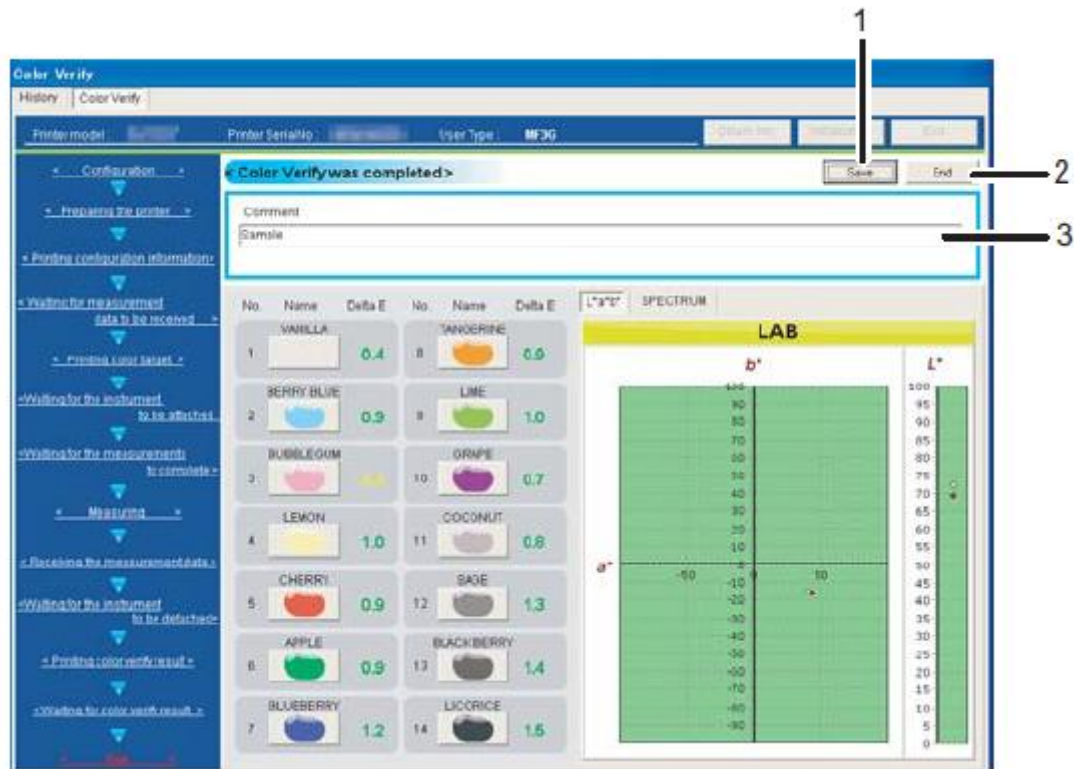 1
Color Verify
History Color Verify
Printer model : Printer SerialNo : User Type : MF3G
< Configuration >
< Color Verify was completed >
Save End 2
< Preparing the printer >
Comment
Sample 3
< Printing configuration information>
< Waiting for measurement
data to be received >
< Printing color target >
<Waiting for the instrument
to be attached
<Waiting for the measurements
to complete >
< Measuring >
< Receiving the measurement data >
<Waiting for the instrument
to be detached>
< Printing color verify result >
<Waiting for color verify result >
No. Name Delta E No. Name Delta E
VANILLA TANGERINE
1 0.4 8 0.9
BERRY BLUE LIME
2 0.9 9 1.0
BUBBLEGUM GRAPE
3 10 0.7
LEMON COCONUT
4 1.0 11 0.8
CHERRY SAGE
5 0.9 12 1.3
APPLE BLACKBERRY
6 0.9 13 1.4
BLUEBERRY LICORICE
7 1.2 14 1.5
L*a*b* SPECTRUM
LAB
b* L*
100
90
80
70
50
40
30
20
10
a* -50 0 50
-10
-20
-30
-40
-50
-60
-70
-80
-90
100
95
90
85
80
75
70
65
60
55
50
45
40
35
30
25
20
15
10
5
0